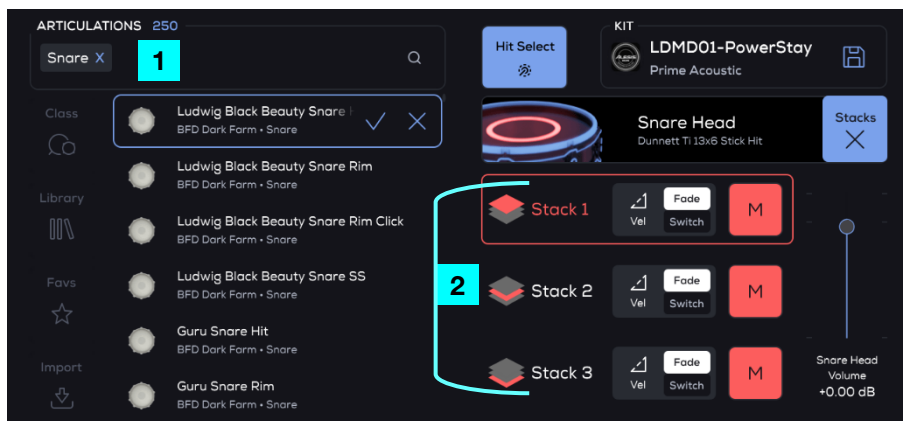 ARTICULATIONS 250
Snare X
1
Class
Library
Favs
Import
Ludwig Black Beauty Snare
BFD Dark Farm • Snare
Ludwig Black Beauty Snare Rim
BFD Dark Farm • Snare
Ludwig Black Beauty Snare Rim Click
BFD Dark Farm • Snare
Ludwig Black Beauty Snare SS
BFD Dark Farm • Snare
Guru Snare Hit
BFD Dark Farm • Snare
Guru Snare Rim
BFD Dark Farm • Snare
Hit Select
KIT
ALESIS
LDMD01-PowerStay
Prime Acoustic
Snare Head
Dunnett Ti 13x6 Stick Hit
Stacks
2
Stack 1
Vel
Fade
Switch
M
Stack 2
Vel
Fade
Switch
M
Stack 3
Vel
Fade
Switch
M
Snare Head
Volume
+0.00 dB